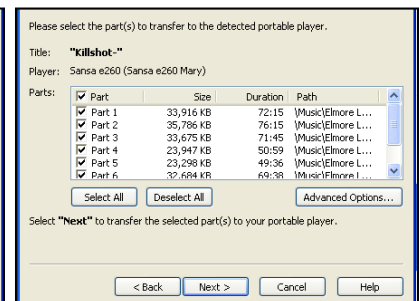 Please select the part(s) to transfer to the detected portable player.
Title: "Killshot-"
Player: Sansa e260 (Sansa e260 Mary)
Parts:
Part Size Duration Path
Part 1 33,916 KB 72:15 \Music\Elmore L...
Part 2 35,786 KB 76:15 \Music\Elmore L...
Part 3 33,675 KB 71:45 \Music\Elmore L...
Part 4 23,947 KB 50:59 \Music\Elmore L...
Part 5 23,298 KB 49:36 \Music\Elmore L...
Part 6 32,684 KB 69:38 \Music\Elmore L...
Select All Deselect All Advanced Options...
Select "Next" to transfer the selected part(s) to your portable player.
< Back Next > Cancel Help